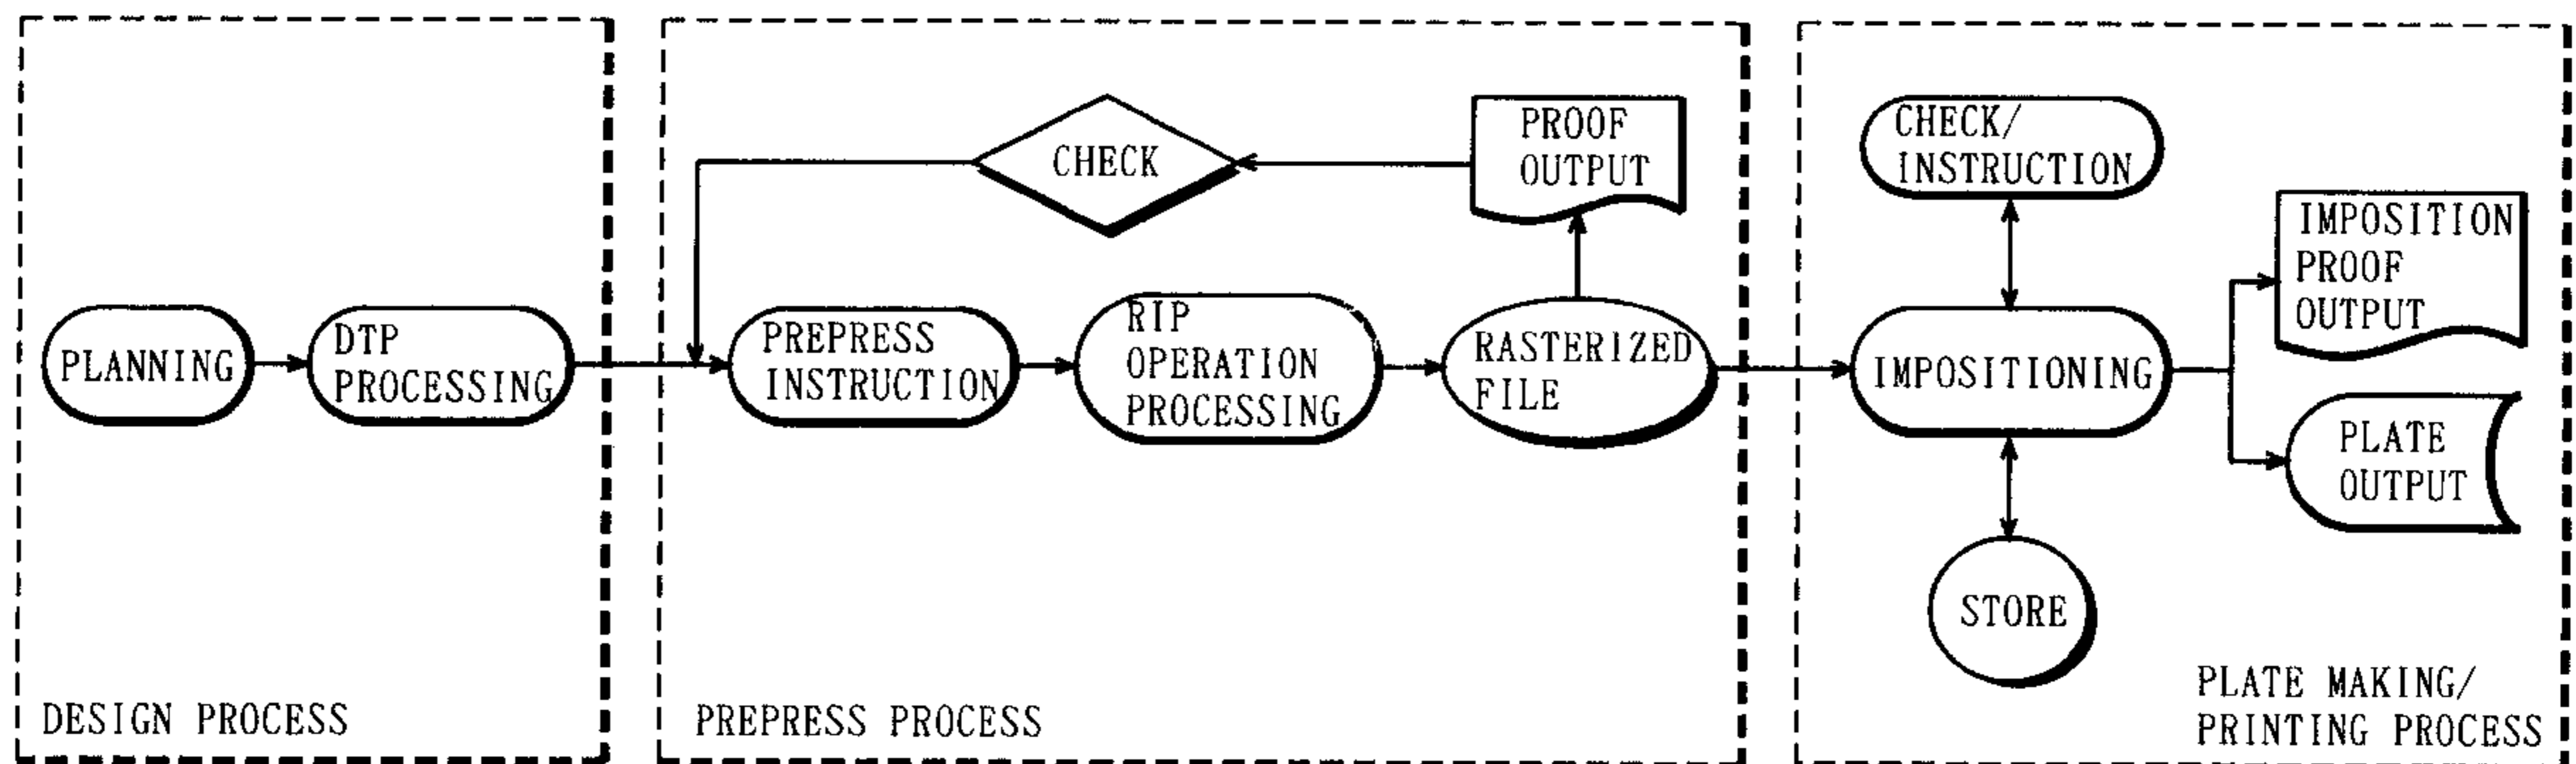 PLANNING
DTP
PROCESSING
DESIGN PROCESS
CHECK
PROOF
OUTPUT
PREPRESS
INSTRUCTION
RIP
OPERATION
PROCESSING
RASTERIZED
FILE
PREPRESS PROCESS
CHECK/
INSTRUCTION
IMPOSITIONING
IMPOSITION
PROOF
OUTPUT
PLATE
OUTPUT
STORE
PLATE MAKING/
PRINTING PROCESS